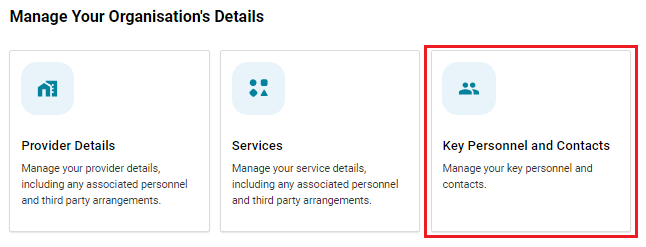 Manage Your Organisation's Details
Provider Details
Manage your provider details,
including any associated personnel
and third party arrangements.
Services
Manage your service details,
including any associated personnel
and third party arrangements.
Key Personnel and Contacts
Manage your key personnel and
contacts.